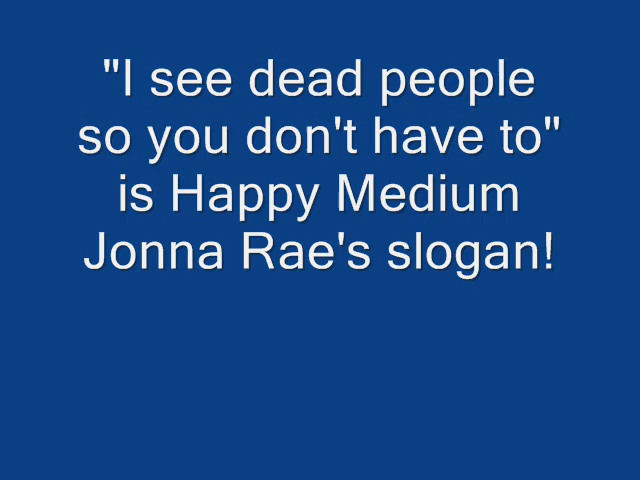 "I see dead people
so you don't have to"
is Happy Medium
Jonna Rae's slogan!